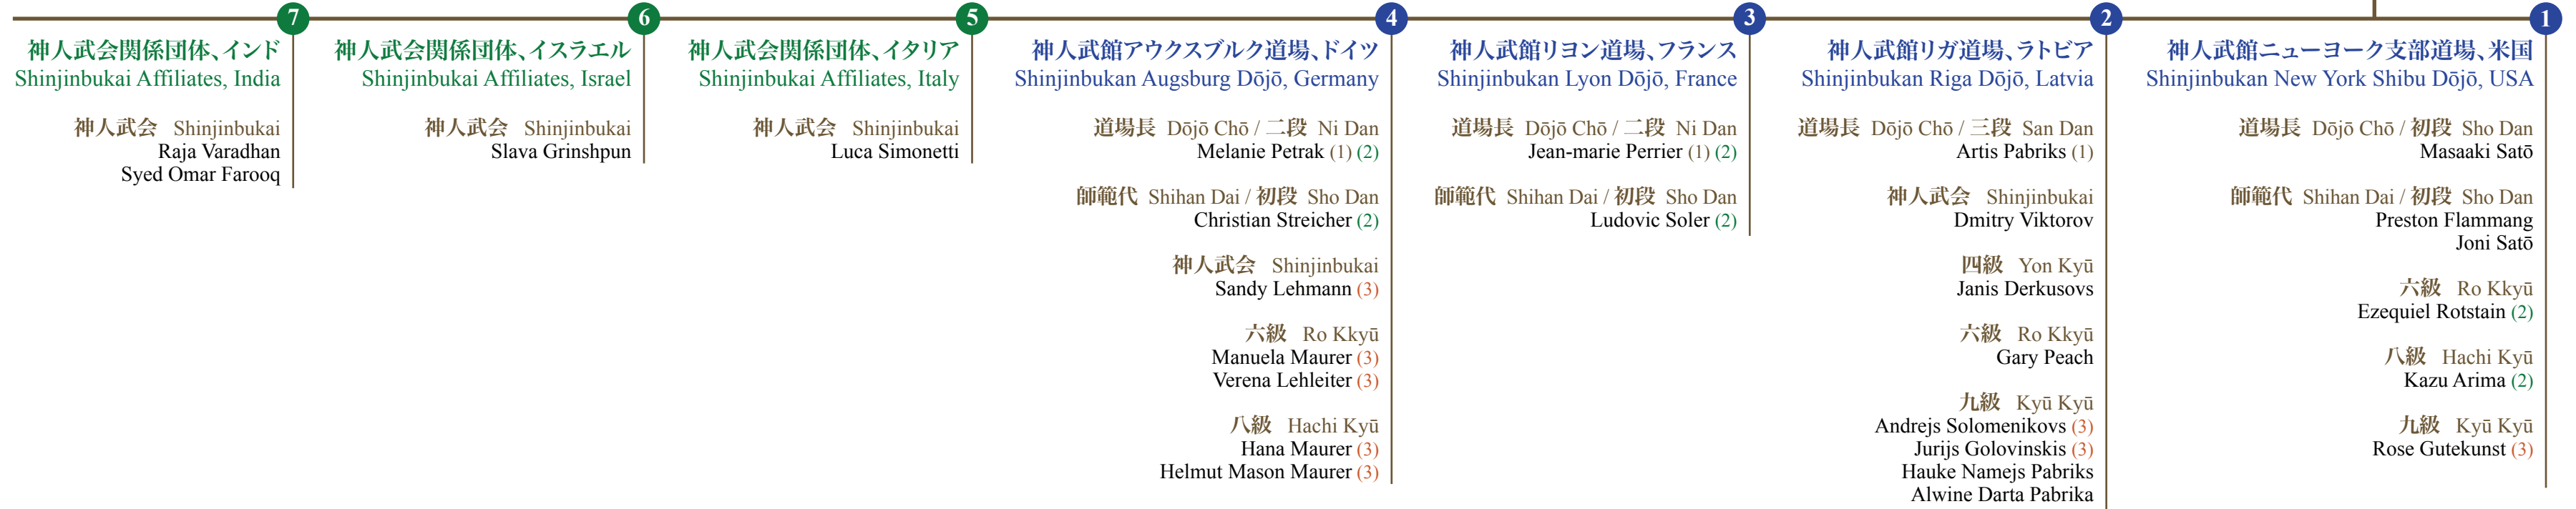 7
神人武会関係団体、インド
Shinjinbukai Affiliates, India
神人武会 Shinjinbukai
Raja Varadhan
Syed Omar Farooq
6
神人武会関係団体、イスラエル
Shinjinbukai Affiliates, Israel
神人武会 Shinjinbukai
Slava Grinshpun
5
神人武会関係団体、イタリア
Shinjinbukai Affiliates, Italy
神人武会 Shinjinbukai
Luca Simonetti
4
神人武館アウクスブルク道場、ドイツ
Shinjinbukan Augsburg Dōjō, Germany
道場長 Dōjō Chō / 二段 Ni Dan
Melanie Petrak (1) (2)
師範代 Shihan Dai / 初段 Sho Dan
Christian Streicher (2)
神人武会 Shinjinbukai
Sandy Lehmann (3)
六級 Ro Kkyū
Manuela Maurer (3)
Verena Lehleiter (3)
八級 Hachi Kyū
Hana Maurer (3)
Helmut Mason Maurer (3)
3
神人武館リヨン道場、フランス
Shinjinbukan Lyon Dōjō, France
道場長 Dōjō Chō / 二段 Ni Dan
Jean-marie Perrier (1) (2)
師範代 Shihan Dai / 初段 Sho Dan
Ludovic Soler (2)
2
神人武館リガ道場、ラトビア
Shinjinbukan Riga Dōjō, Latvia
道場長 Dōjō Chō / 三段 San Dan
Artis Pabriks (1)
神人武会 Shinjinbukai
Dmitry Viktorov
四級 Yon Kyū
Janis Derkusovs
六級 Ro Kkyū
Gary Peach
九級 Kyū Kyū
Andrejs Solomenikovs (3)
Jurijs Golovinskis (3)
Hauke Namejs Pabriks
Alwine Darta Pabrika
1
神人武館ニューヨーク支部道場、米国
Shinjinbukan New York Shibu Dōjō, USA
道場長 Dōjō Chō / 初段 Sho Dan
Masaaki Satō
師範代 Shihan Dai / 初段 Sho Dan
Preston Flammang
Joni Satō
六級 Ro Kkyū
Ezequiel Rotstain (2)
八級 Hachi Kyū
Kazu Arima (2)
九級 Kyū Kyū
Rose Gutekunst (3)